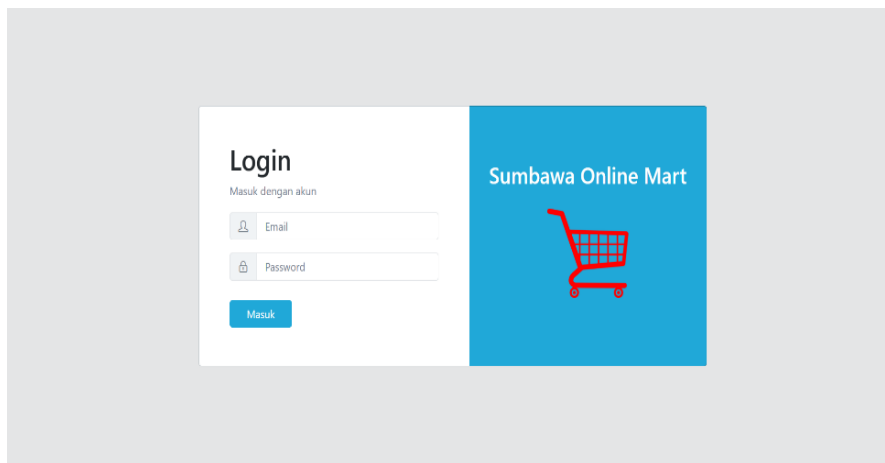 Login
Masuk dengan akun
Email
Password
Masuk
Sumbawa Online Mart